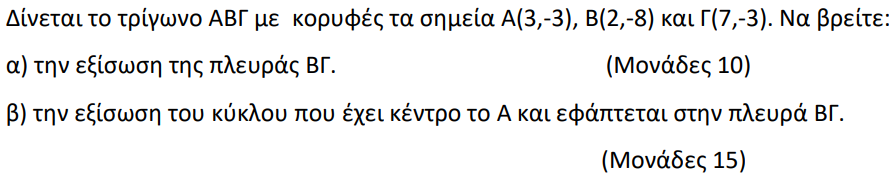 Δίνεται το τρίγωνο ΑΒΓ με κορυφές τα σημεία Α(3,-3), Β(2,-8) και Γ(7,-3). Να βρείτε:
α) την εξίσωση της πλευράς ΒΓ. (Μονάδες 10)
β) την εξίσωση του κύκλου που έχει κέντρο το Α και εφάπτεται στην πλευρά ΒΓ.
(Μονάδες 15)